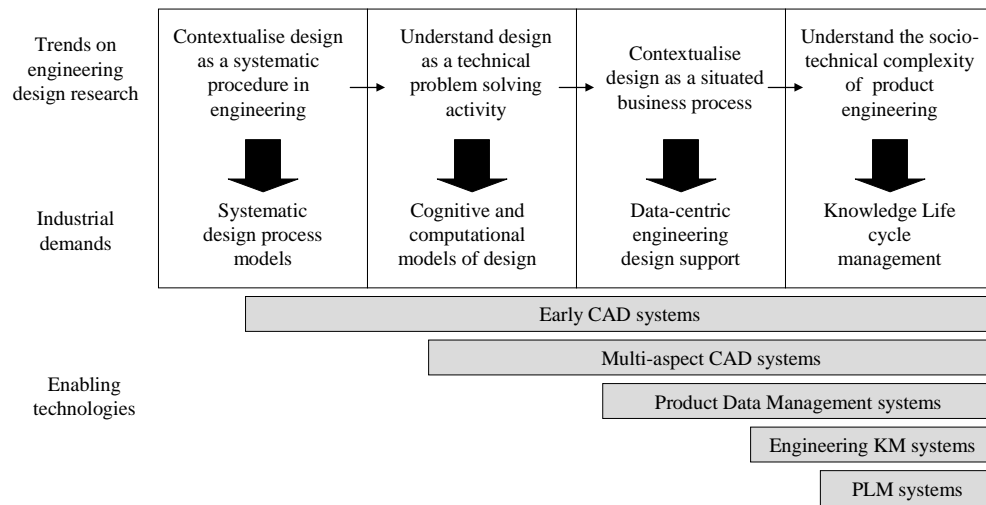 Trends on
engineering
design research
Contextualise design
as a systematic
procedure in
engineering
Understand design
as a technical
problem solving
activity
Contextualise
design as a situated
business process
Understand the socio-
technical complexity
of product
engineering
Industrial
demands
Systematic
design process
models
Cognitive and
computational
models of design
Data-centric
engineering
design support
Knowledge Life
cycle
management
Enabling
technologies
Early CAD systems
Multi-aspect CAD systems
Product Data Management systems
Engineering KM systems
PLM systems